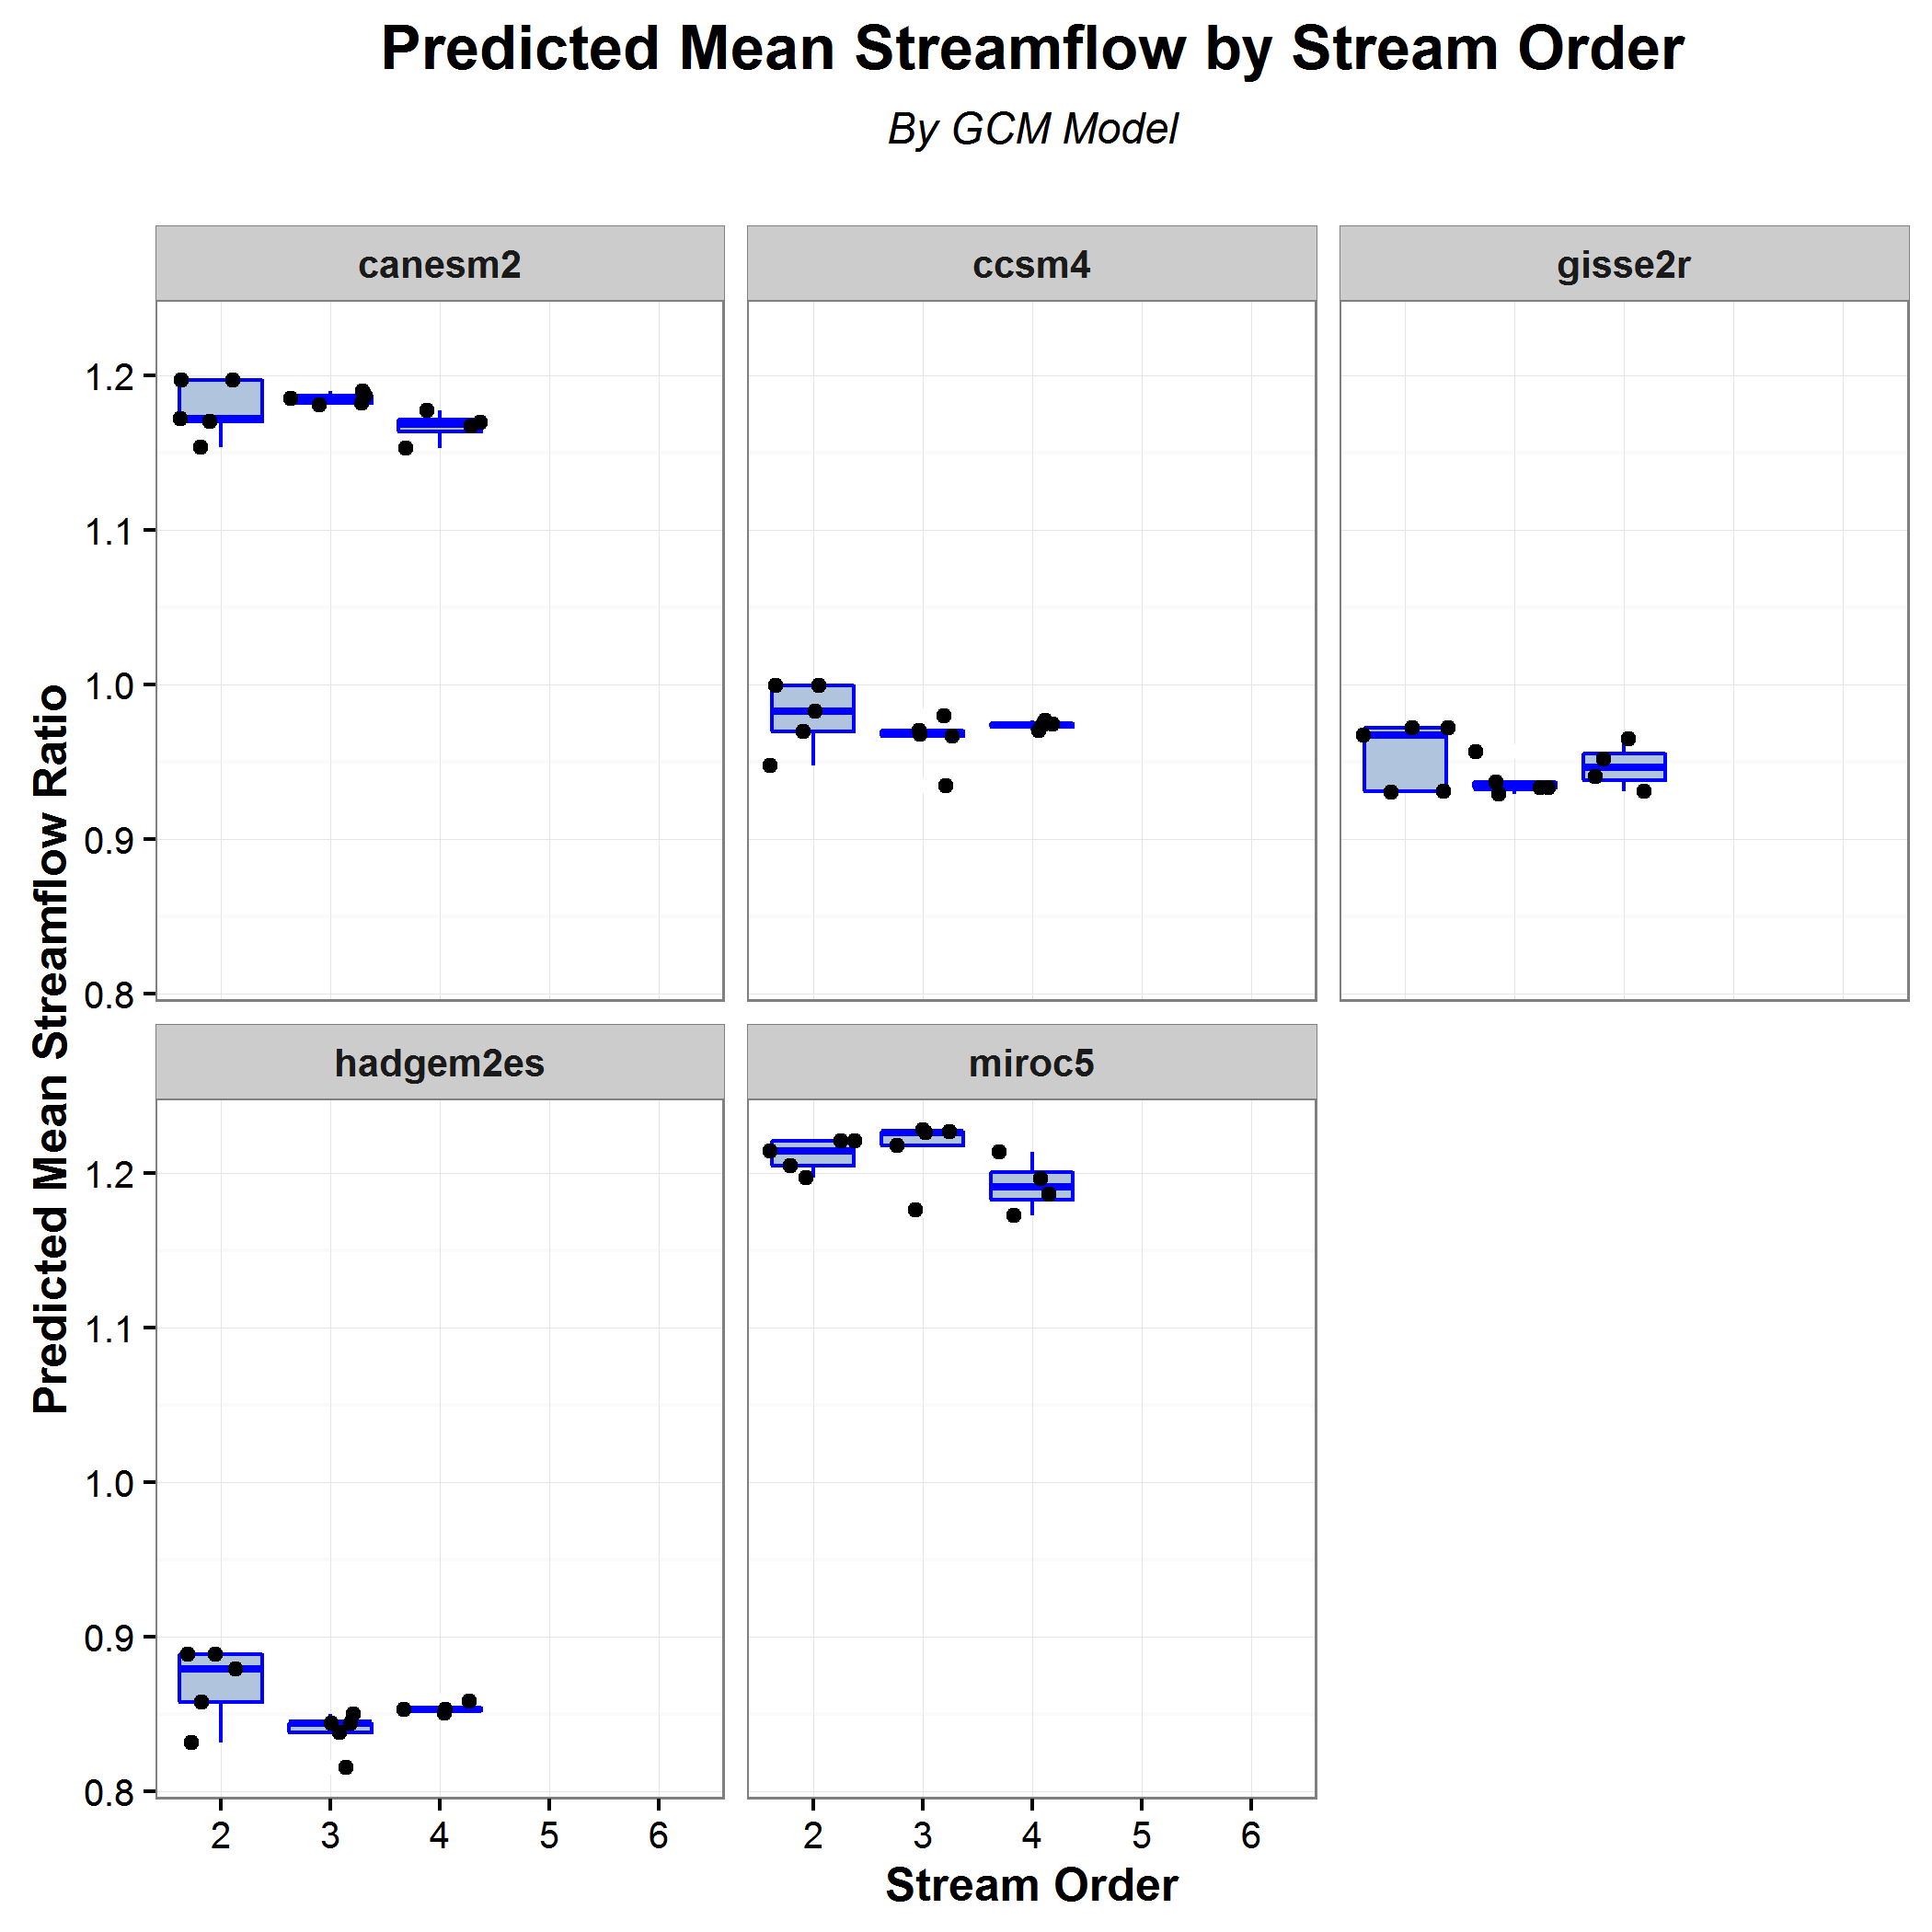 Predicted Mean Streamflow by Stream Order
By GCM Model
canesm2
ccsm4
gisse2r
1.2
1.1
1.0
0.9
0.8
Predicted Mean Streamflow Ratio
hadgem2es
miroc5
1.2
1.1
1.0
0.9
0.8
2 3 4 5 6
2 3 4 5 6
Stream Order